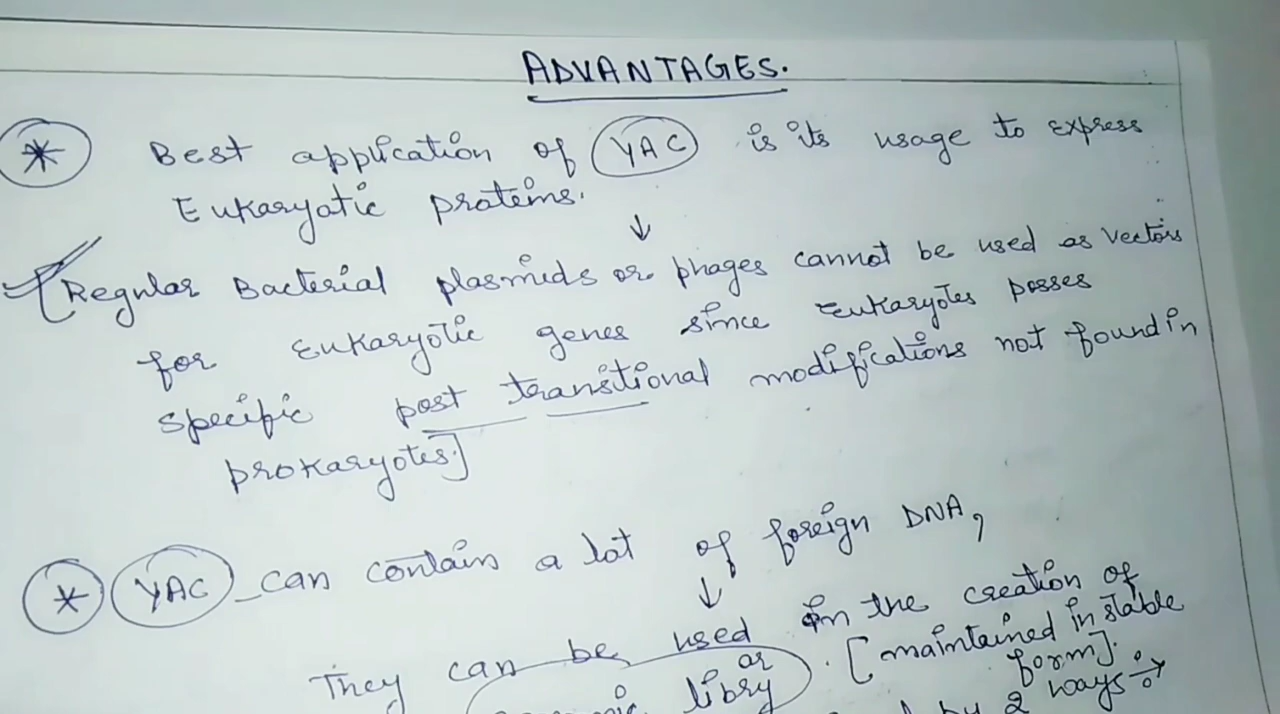 ADVANTAGES.
* Best application of YAC is its usage to express
Eukaryotic proteins.
↓
[Regular Bacterial plasmids or phages cannot be used as vectors
for eukaryotic genes since eukaryotes posses
specific post transitional modifications not found in
prokaryotes]
* YAC can contain a lot of foreign DNA,
↓
They can be used in the creation of
or library. [maintained in stable
form].
by 2 ways ÷→